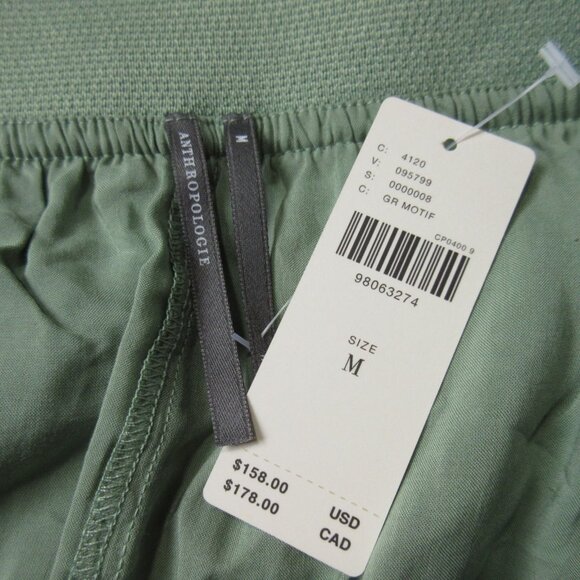 ANTHROPOLOGIE
M
O: 4120
V: 095799
S: 0000008
C: GR MOTIF
CP0400 9
98063274
SIZE
M
$158.00 USD
$178.00 CAD